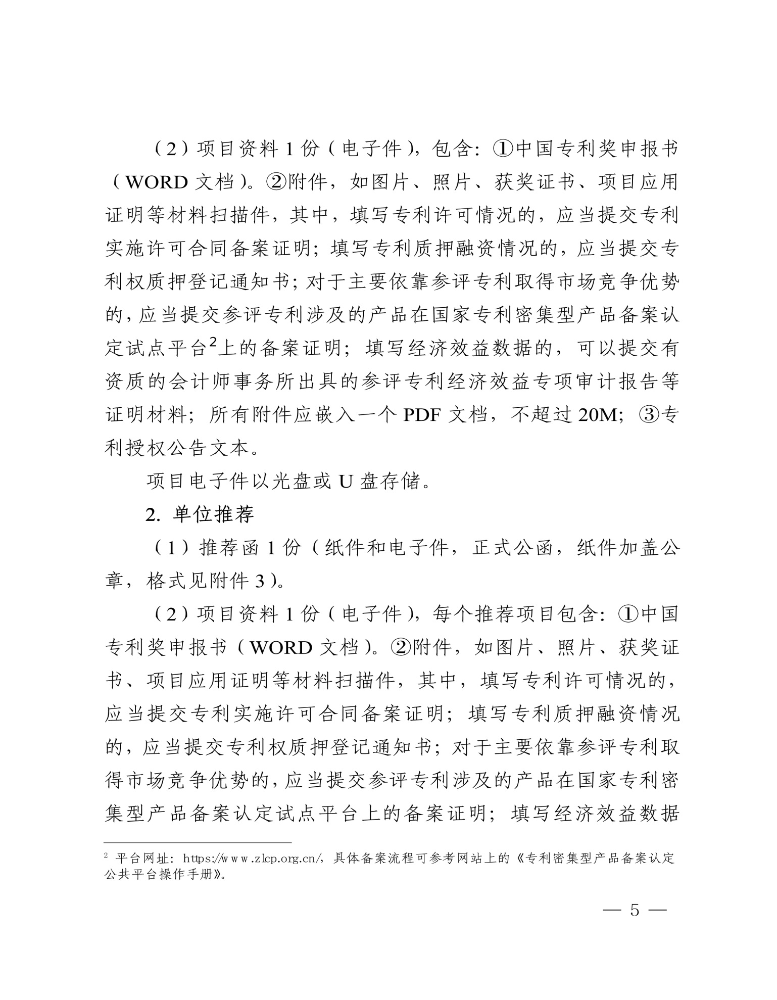 （2）项目资料 1 份（电子件），包含：①中国专利奖申报书
（WORD 文档）。②附件，如图片、照片、获奖证书、项目应用
证明等材料扫描件，其中，填写专利许可情况的，应当提交专利
实施许可合同备案证明；填写专利质押融资情况的，应当提交专
利权质押登记通知书；对于主要依靠参评专利取得市场竞争优势
的，应当提交参评专利涉及的产品在国家专利密集型产品备案认
定试点平台²上的备案证明；填写经济效益数据的，可以提交有
资质的会计师事务所出具的参评专利经济效益专项审计报告等
证明材料；所有附件应嵌入一个 PDF 文档，不超过 20M；③专
利授权公告文本。
项目电子件以光盘或 U 盘存储。
2. 单位推荐
（1）推荐函 1 份（纸件和电子件，正式公函，纸件加盖公
章，格式见附件 3）。
（2）项目资料 1 份（电子件），每个推荐项目包含：①中国
专利奖申报书（WORD 文档）。②附件，如图片、照片、获奖证
书、项目应用证明等材料扫描件，其中，填写专利许可情况的，
应当提交专利实施许可合同备案证明；填写专利质押融资情况
的，应当提交专利权质押登记通知书；对于主要依靠参评专利取
得市场竞争优势的，应当提交参评专利涉及的产品在国家专利密
集型产品备案认定试点平台上的备案证明；填写经济效益数据
² 平台网址：https://www.zlcp.org.cn/，具体备案流程可参考网站上的《专利密集型产品备案认定
公共平台操作手册》。
— 5 —